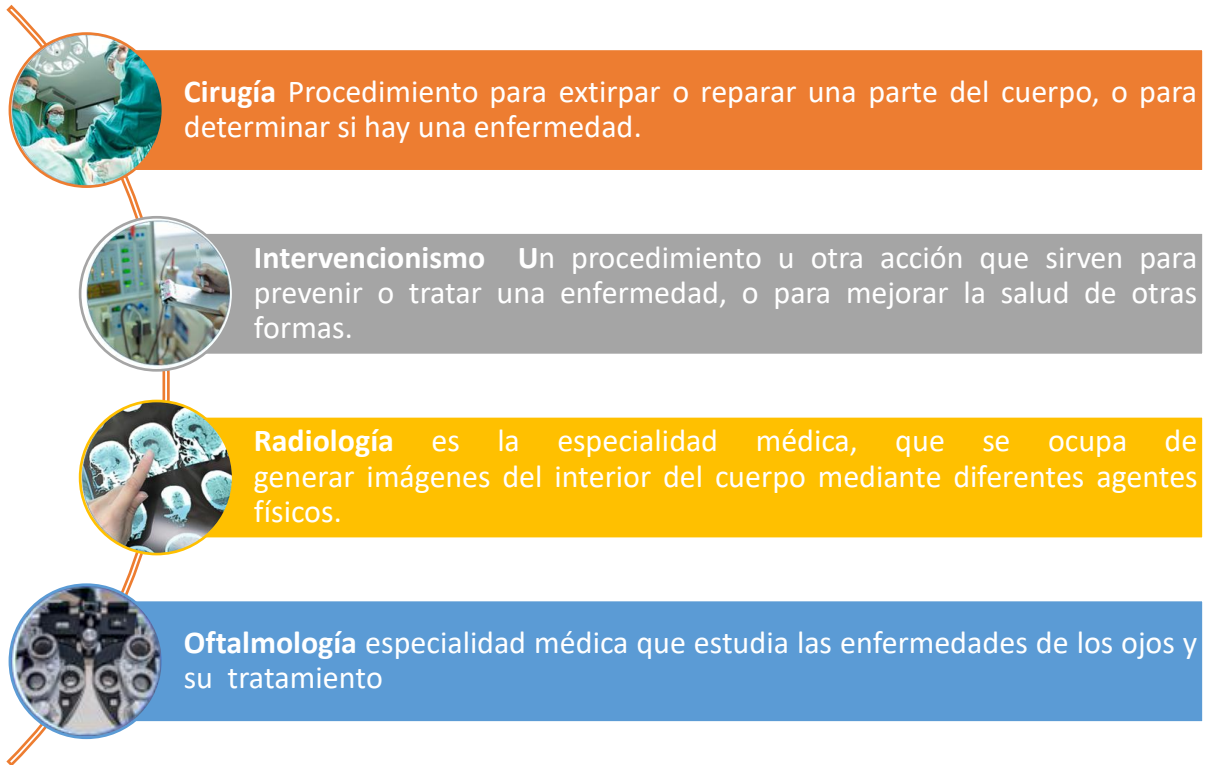 Cirugía Procedimiento para extirpar o reparar una parte del cuerpo, o para
determinar si hay una enfermedad.
Intervencionismo Un procedimiento u otra acción que sirven para
prevenir o tratar una enfermedad, o para mejorar la salud de otras
formas.
Radiología es la especialidad médica, que se ocupa de
generar imágenes del interior del cuerpo mediante diferentes agentes
físicos.
Oftalmología especialidad médica que estudia las enfermedades de los ojos y
su tratamiento